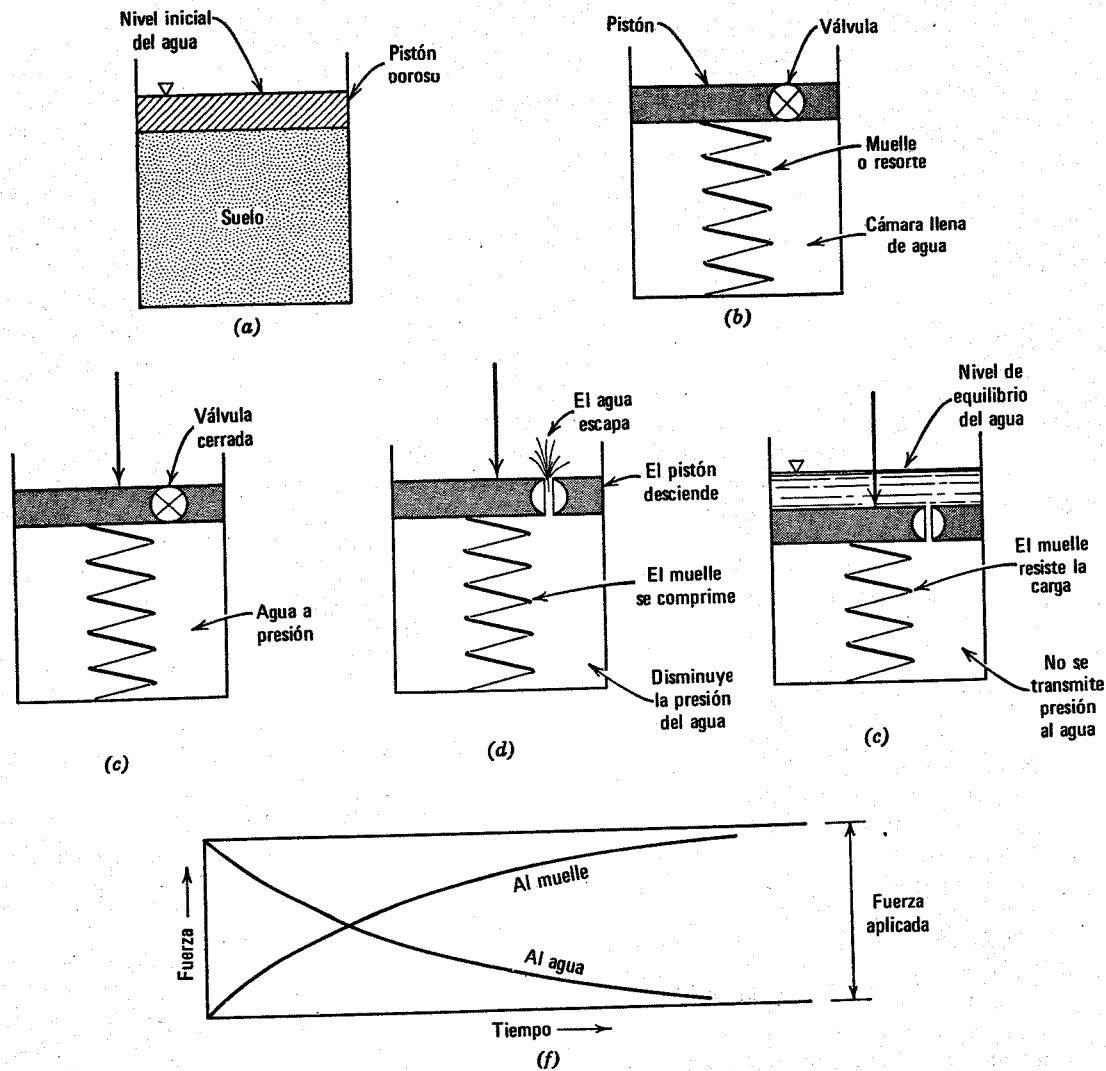 Nivel inicial
del agua
Pistón
poroso
Suelo
(a)
Pistón
Válvula
Muelle
o resorte
Cámara llena
de agua
(b)
Válvula
cerrada
Agua a
presión
(c)
El agua
escapa
El pistón
desciende
El muelle
se comprime
Disminuye
la presión
del agua
(d)
Nivel de
equilibrio
del agua
El muelle
resiste la
carga
No se
transmite
presión
al agua
(c)
Fuerza
Al muelle
Al agua
Fuerza
aplicada
Tiempo
(f)